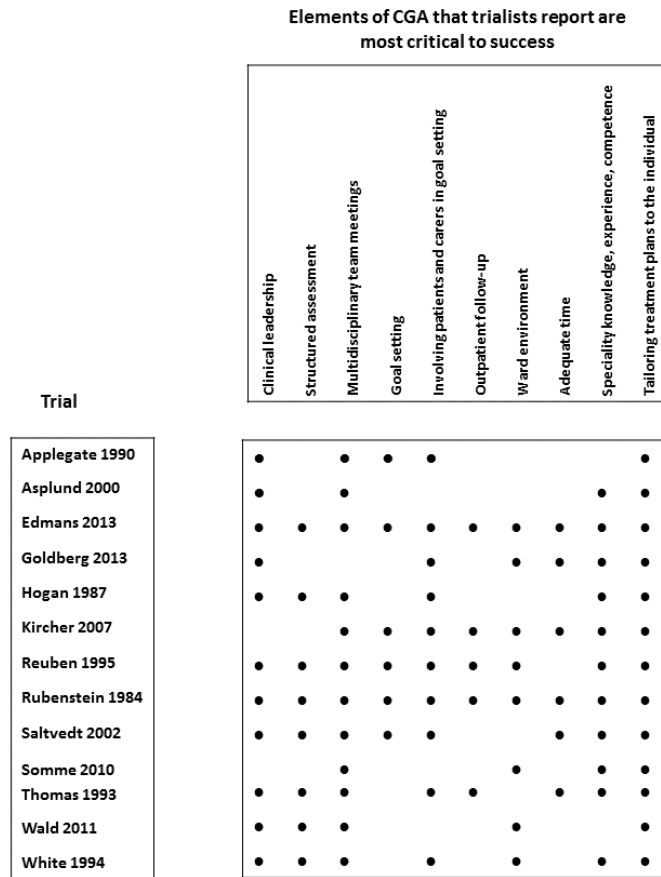 Elements of CGA that trialists report are
most critical to success
Clinical leadership
Structured assessment
Multidisciplinary team meetings
Goal setting
Involving patients and carers in goal setting
Outpatient follow-up
Ward environment
Adequate time
Speciality knowledge, experience, competence
Tailoring treatment plans to the individual
Trial
Applegate 1990
Asplund 2000
Edmans 2013
Goldberg 2013
Hogan 1987
Kircher 2007
Reuben 1995
Rubenstein 1984
Saltvedt 2002
Somme 2010
Thomas 1993
Wald 2011
White 1994